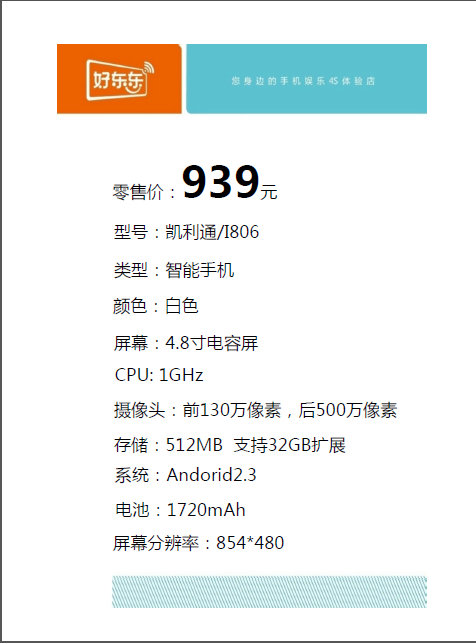 好乐乐
您身边的手机娱乐4S体验店
零售价：939元
型号：凯利通/I806
类型：智能手机
颜色：白色
屏幕：4.8寸电容屏
CPU: 1GHz
摄像头：前130万像素，后500万像素
存储：512MB 支持32GB扩展
系统：Andorid2.3
电池：1720mAh
屏幕分辨率：854*480